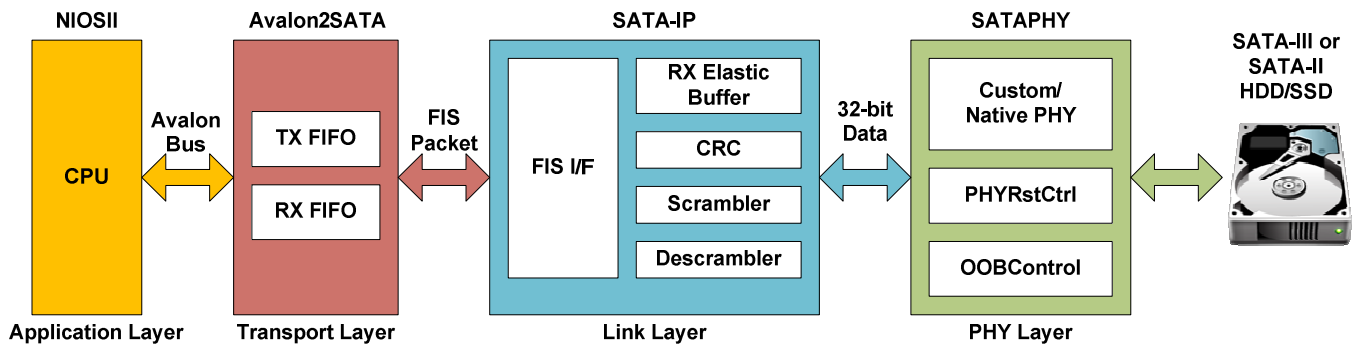 NIOSII
Avalon2SATA
SATA-IP
SATAPHY
SATA-III or
SATA-II
HDD/SSD
CPU
Avalon
Bus
TX FIFO
RX FIFO
FIS
Packet
FIS I/F
RX Elastic
Buffer
CRC
Scrambler
Descrambler
32-bit
Data
Custom/
Native PHY
PHYRstCtrl
OOBControl
Application Layer
Transport Layer
Link Layer
PHY Layer